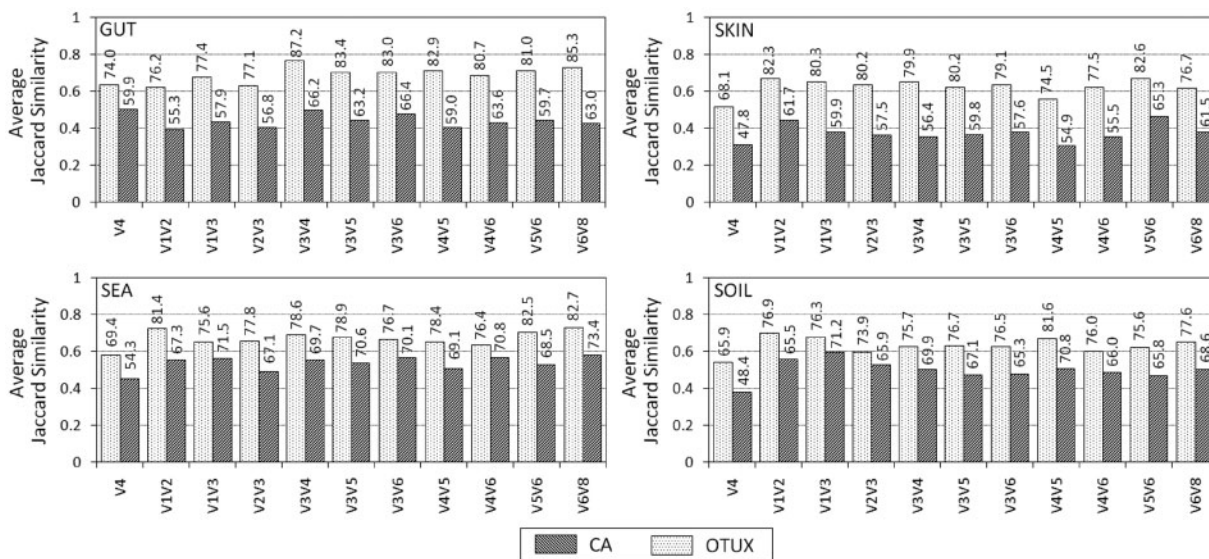 GUT
Average
Jaccard Similarity
1
0.8
0.6
0.4
0.2
0
74.0 59.9 76.2 55.3 77.4 57.9 77.1 56.8 87.2 66.2 83.4 63.2 83.0 66.4 82.9 59.0 80.7 63.6 81.0 59.7 85.3 63.0
V4 V1V2 V1V3 V2V3 V3V4 V3V5 V3V6 V4V5 V4V6 V5V6 V6V8
SKIN
Average
Jaccard Similarity
1
0.8
0.6
0.4
0.2
0
68.1 47.8 82.3 61.7 80.3 59.9 80.2 57.5 79.9 56.4 80.2 59.8 79.1 57.6 74.5 54.9 77.5 55.5 82.6 65.3 76.7 61.5
V4 V1V2 V1V3 V2V3 V3V4 V3V5 V3V6 V4V5 V4V6 V5V6 V6V8
SEA
Average
Jaccard Similarity
1
0.8
0.6
0.4
0.2
0
69.4 54.3 81.4 67.3 75.6 71.5 77.8 67.1 78.6 69.7 78.9 70.6 76.7 70.1 78.4 69.1 76.4 70.8 82.5 68.5 82.7 73.4
V4 V1V2 V1V3 V2V3 V3V4 V3V5 V3V6 V4V5 V4V6 V5V6 V6V8
SOIL
Average
Jaccard Similarity
1
0.8
0.6
0.4
0.2
0
65.9 48.4 76.9 65.5 76.3 71.2 73.9 65.9 75.7 69.9 76.7 67.1 76.5 65.3 81.6 70.8 76.0 66.0 75.6 65.8 77.6 68.6
V4 V1V2 V1V3 V2V3 V3V4 V3V5 V3V6 V4V5 V4V6 V5V6 V6V8
CA OTUX